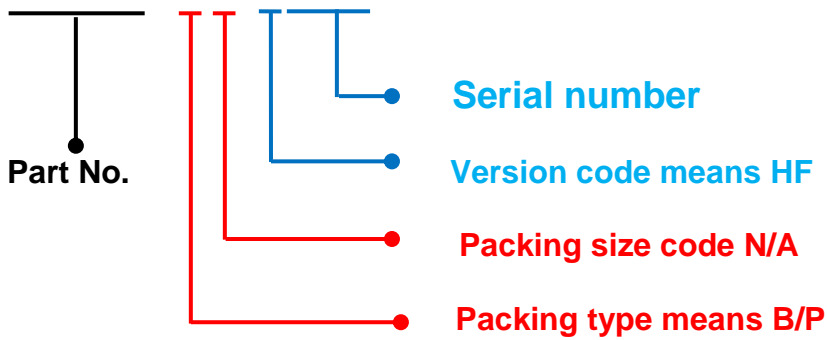 Serial number
Part No.
Version code means HF
Packing size code N/A
Packing type means B/P